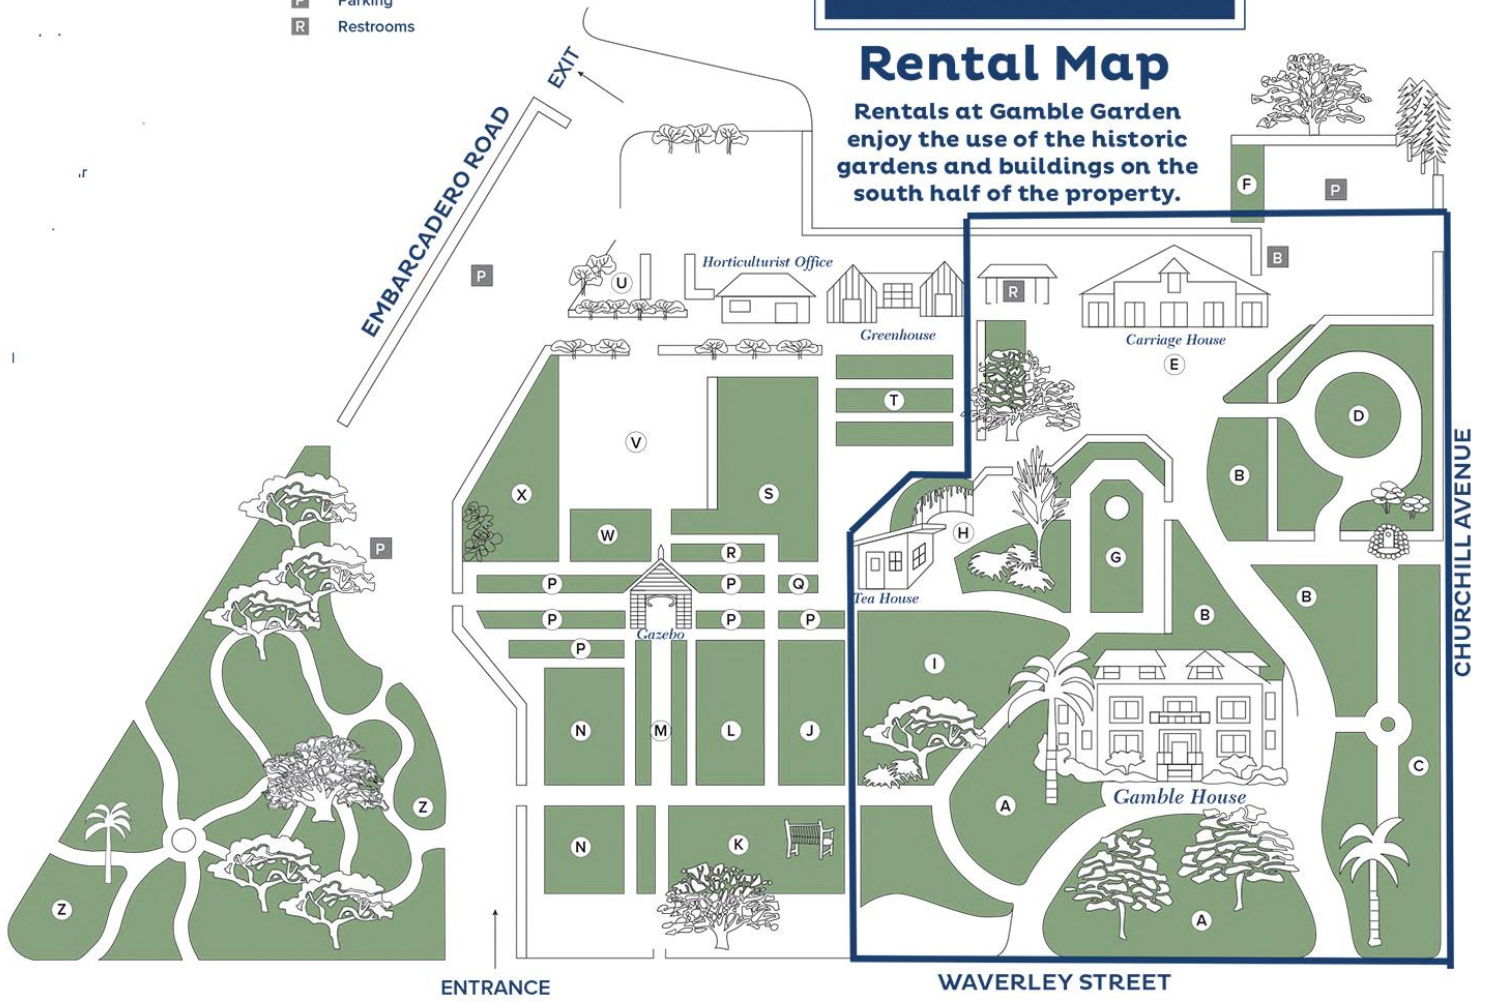 P Parking
R Restrooms
EXIT
EMBARCADERO ROAD
Rental Map
Rentals at Gamble Garden
enjoy the use of the historic
gardens and buildings on the
south half of the property.
F
P
P
U
Horticulturist Office
Greenhouse
R
B
Carriage House
E
T
V
D
X
S
B
CHURCHILL AVENUE
W
H
R
G
P
P
P
Q
Tea House
B
B
P
P
P
Gazebo
P
I
N
M
L
J
C
Gamble House
Z
A
N
K
Z
A
ENTRANCE
WAVERLEY STREET